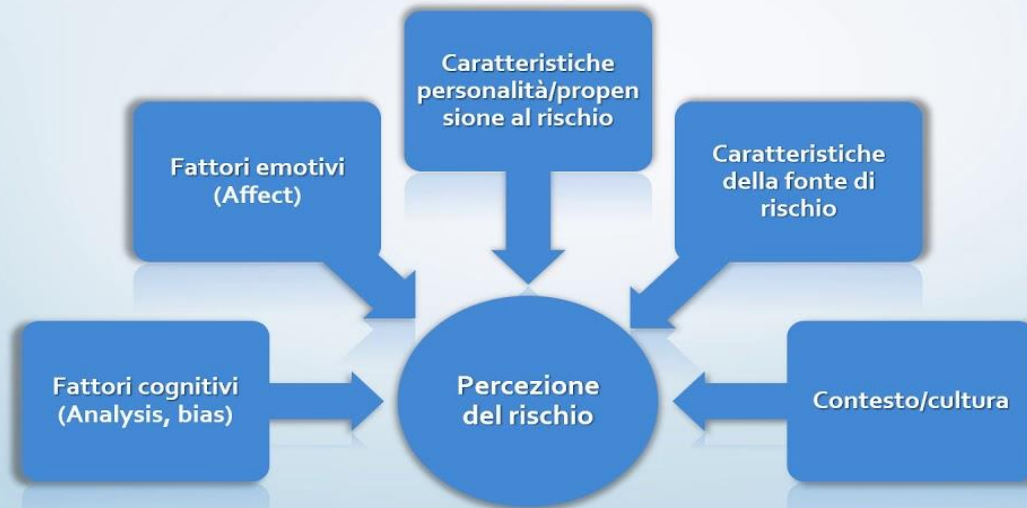 Caratteristiche
personalità/propen
sione al rischio
Fattori emotivi
(Affect)
Caratteristiche
della fonte di
rischio
Fattori cognitivi
(Analysis, bias)
Percezione
del rischio
Contesto/cultura